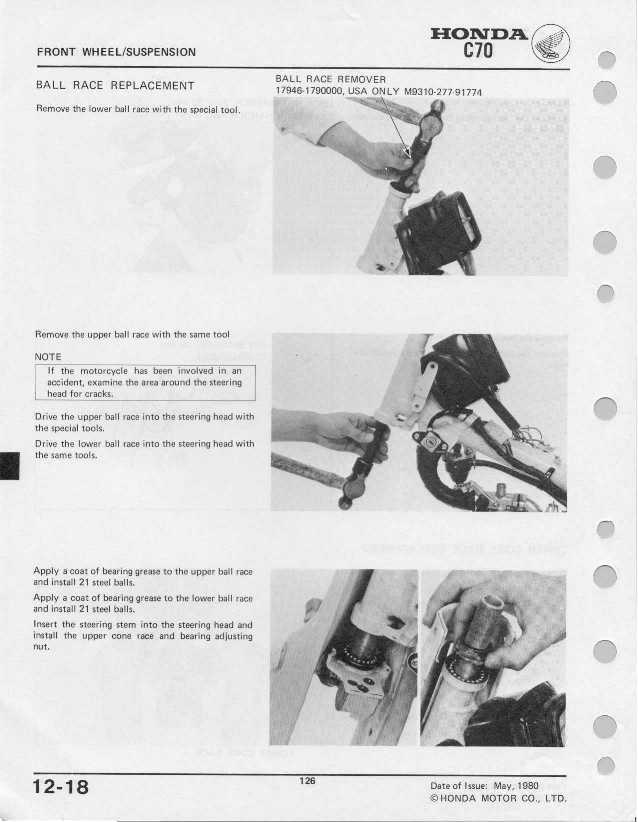 FRONT WHEEL/SUSPENSION
HONDA
C70
BALL RACE REPLACEMENT
Remove the lower ball race with the special tool.
BALL RACE REMOVER
17946-1790000, USA ONLY M9310-277-91774
Remove the upper ball race with the same tool
NOTE
If the motorcycle has been involved in an
accident, examine the area around the steering
head for cracks.
Drive the upper ball race into the steering head with
the special tools.
Drive the lower ball race into the steering head with
the same tools.
Apply a coat of bearing grease to the upper ball race
and install 21 steel balls.
Apply a coat of bearing grease to the lower ball race
and install 21 steel balls.
Insert the steering stem into the steering head and
install the upper cone race and bearing adjusting
nut.
12-18
126
Date of Issue: May, 1980
© HONDA MOTOR CO., LTD.